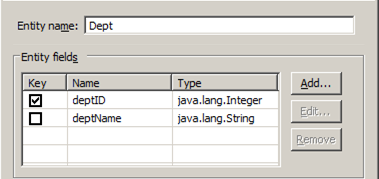 Entity name: Dept
Entity fields
Key Name Type Add...
deptID java.lang.Integer
deptName java.lang.String Edit...
Remove